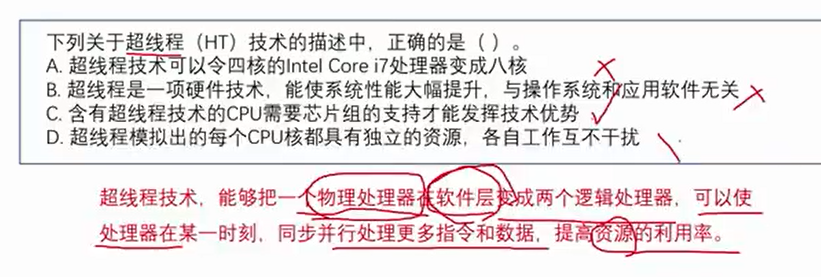 下列关于超线程（HT）技术的描述中，正确的是（ ）。
A. 超线程技术可以令四核的Intel Core i7处理器变成八核
B. 超线程是一项硬件技术，能使系统性能大幅提升，与操作系统和应用软件无关
C. 含有超线程技术的CPU需要芯片组的支持才能发挥技术优势
D. 超线程模拟出的每个CPU核都具有独立的资源，各自工作互不干扰
超线程技术，能够把一个物理处理器在软件层变成两个逻辑处理器，可以使
处理器在某一时刻，同步并行处理更多指令和数据，提高资源的利用率。